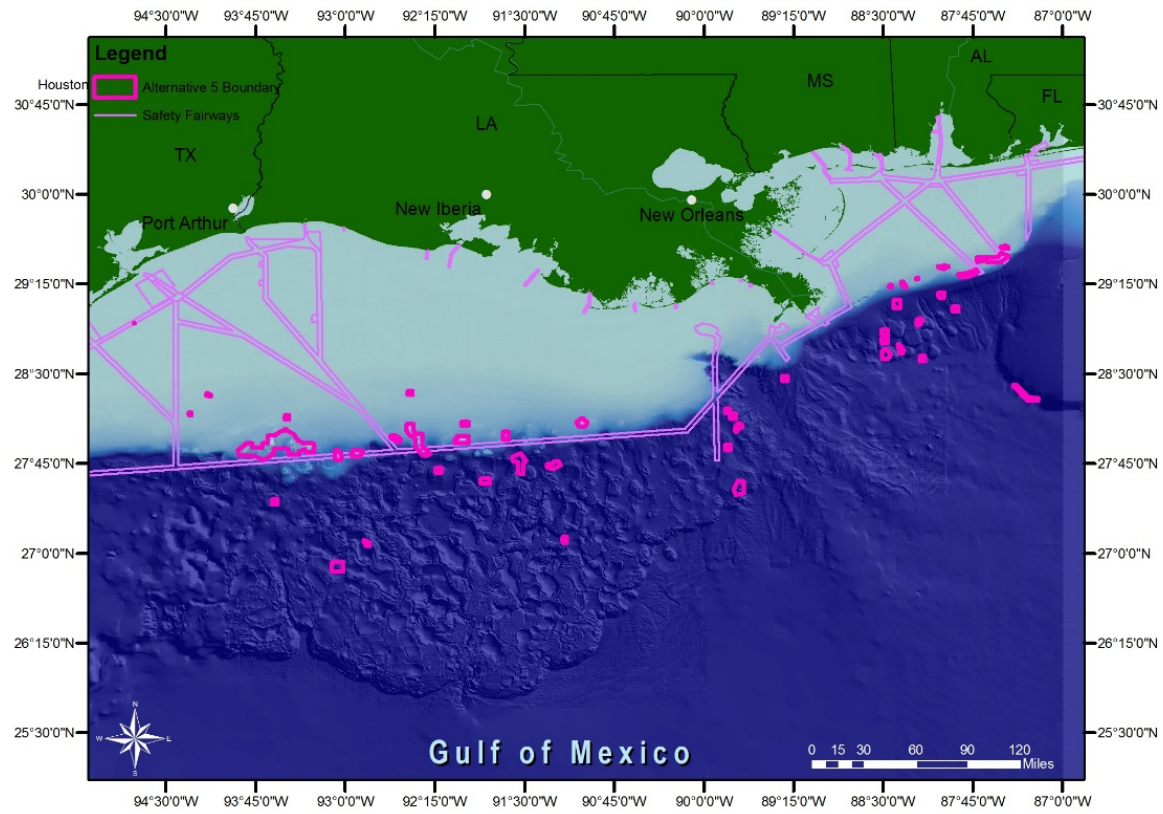 94°30'0"W 93°45'0"W 93°0'0"W 92°15'0"W 91°30'0"W 90°45'0"W 90°0'0"W 89°15'0"W 88°30'0"W 87°45'0"W 87°0'0"W
Legend
Houston
Alternative 5 Boundary
Safety Fairways
AL
MS
FL
30°45'0"N 30°45'0"N
LA
TX
30°0'0"N 30°0'0"N
Port Arthur
New Iberia
New Orleans
29°15'0"N 29°15'0"N
28°30'0"N 28°30'0"N
27°45'0"N 27°45'0"N
27°0'0"N 27°0'0"N
26°15'0"N 26°15'0"N
25°30'0"N 25°30'0"N
N
W E
S
Gulf of Mexico
0 15 30 60 90 120
Miles
94°30'0"W 93°45'0"W 93°0'0"W 92°15'0"W 91°30'0"W 90°45'0"W 90°0'0"W 89°15'0"W 88°30'0"W 87°45'0"W 87°0'0"W